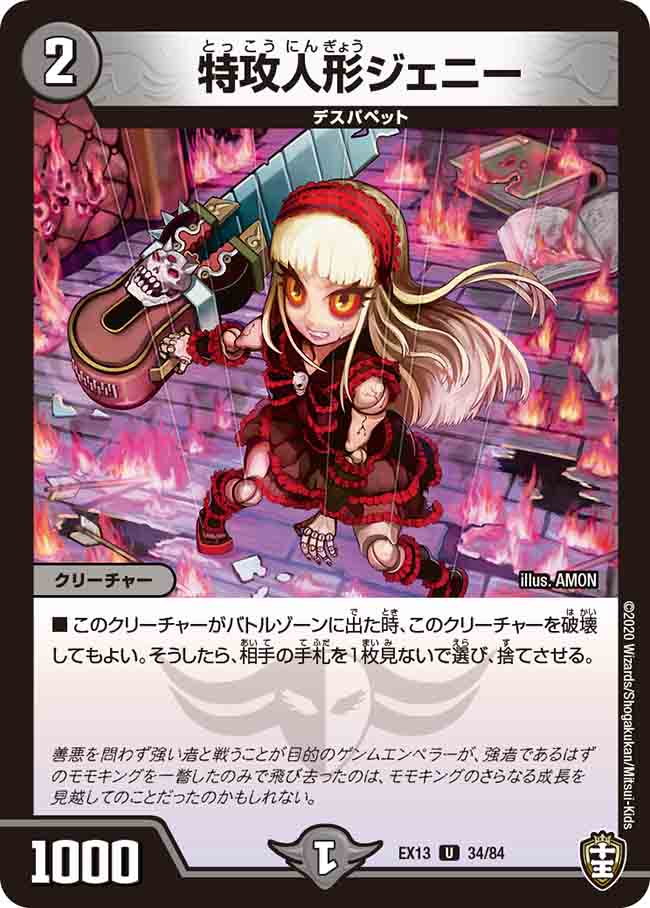 2
とっこうにんぎょう
特攻人形ジェニー
デスパペット
クリーチャー
illus. AMON
■このクリーチャーがバトルゾーンに出た時、このクリーチャーを破壊
してもよい。そうしたら、相手の手札を1枚見ないで選び、捨てさせる。
善悪を問わず強い者と戦うことが目的のゲンムエンペラーが、強者であるはず
のモモキングを一瞥したのみで飛び去ったのは、モモキングのさらなる成長を
見越してのことだったのかもしれない。
©2020 Wizards/Shogakukan/Mitsui-Kids
1000
1
EX13 U 34/84
十王